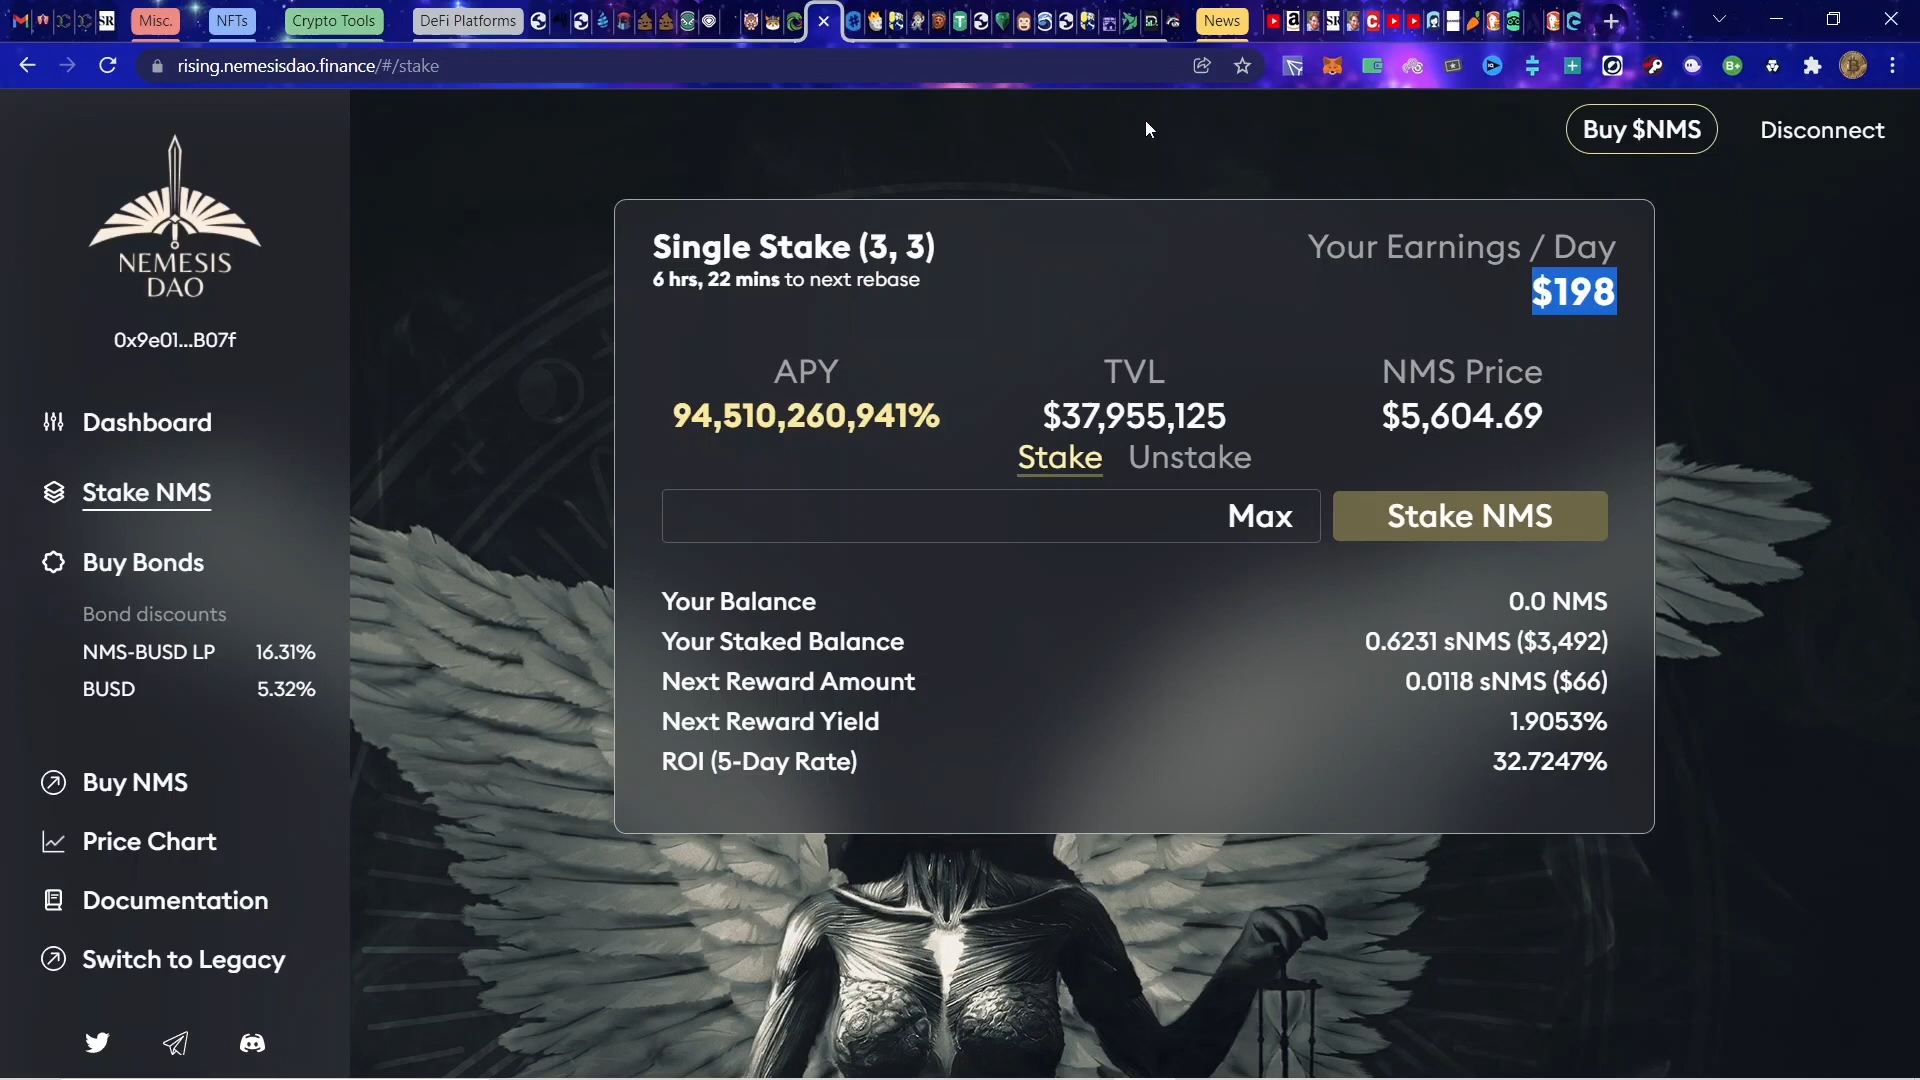 SR
Misc.
NFTs
Crypto Tools
DeFi Platforms
News
rising.nemesisdao.finance/#/stake
Buy $NMS
Disconnect
NEMESIS
DAO
0x9e01...B07f
Dashboard
Stake NMS
Buy Bonds
Bond discounts
NMS-BUSD LP 16.31%
BUSD 5.32%
Buy NMS
Price Chart
Documentation
Switch to Legacy
Single Stake (3, 3)
6 hrs, 22 mins to next rebase
Your Earnings / Day
$198
APY
94,510,260,941%
TVL
$37,955,125
NMS Price
$5,604.69
Stake Unstake
Max
Stake NMS
Your Balance 0.0 NMS
Your Staked Balance 0.6231 sNMS ($3,492)
Next Reward Amount 0.0118 sNMS ($66)
Next Reward Yield 1.9053%
ROI (5-Day Rate) 32.7247%